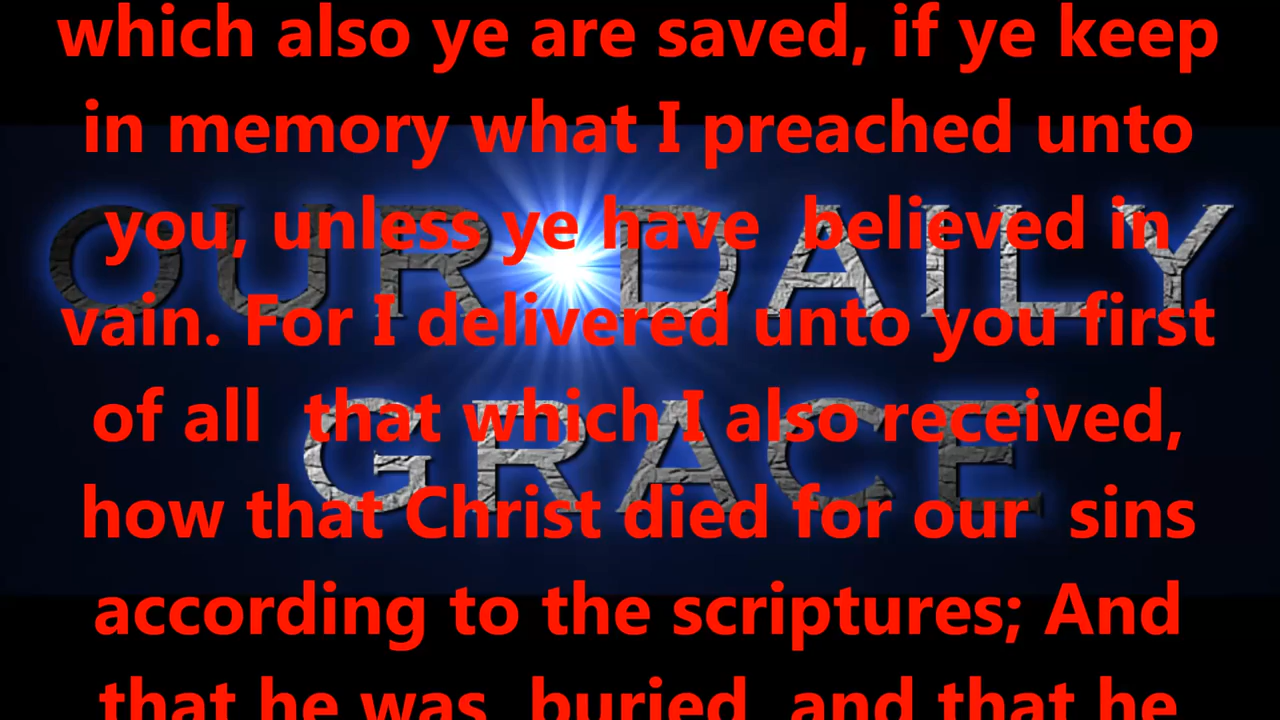 which also ye are saved, if ye keep
in memory what I preached unto
you, unless ye have believed in
vain. For I delivered unto you first
of all that which I also received,
how that Christ died for our sins
according to the scriptures; And
that he was buried, and that he
OUR DAILY
GRACE